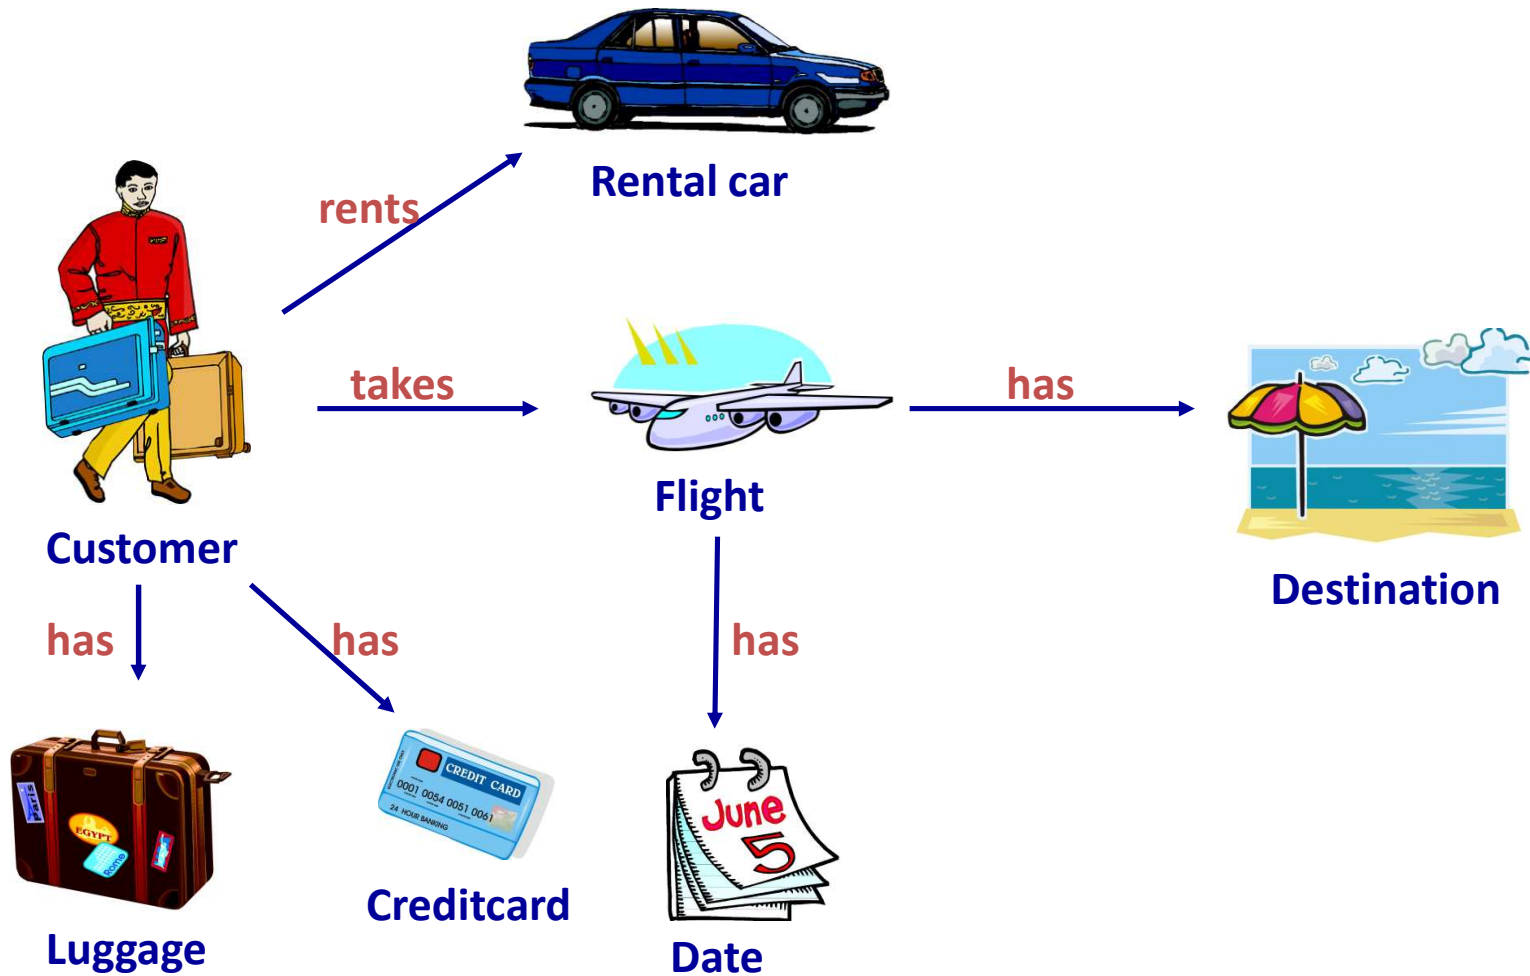 Rental car
rents
takes
has
Flight
Customer
Destination
has
has
has
CREDIT CARD
0001 0054 0051 0061
24 HOUR BANKING
Paris
EGYPT
Rome
June
5
Creditcard
Luggage
Date